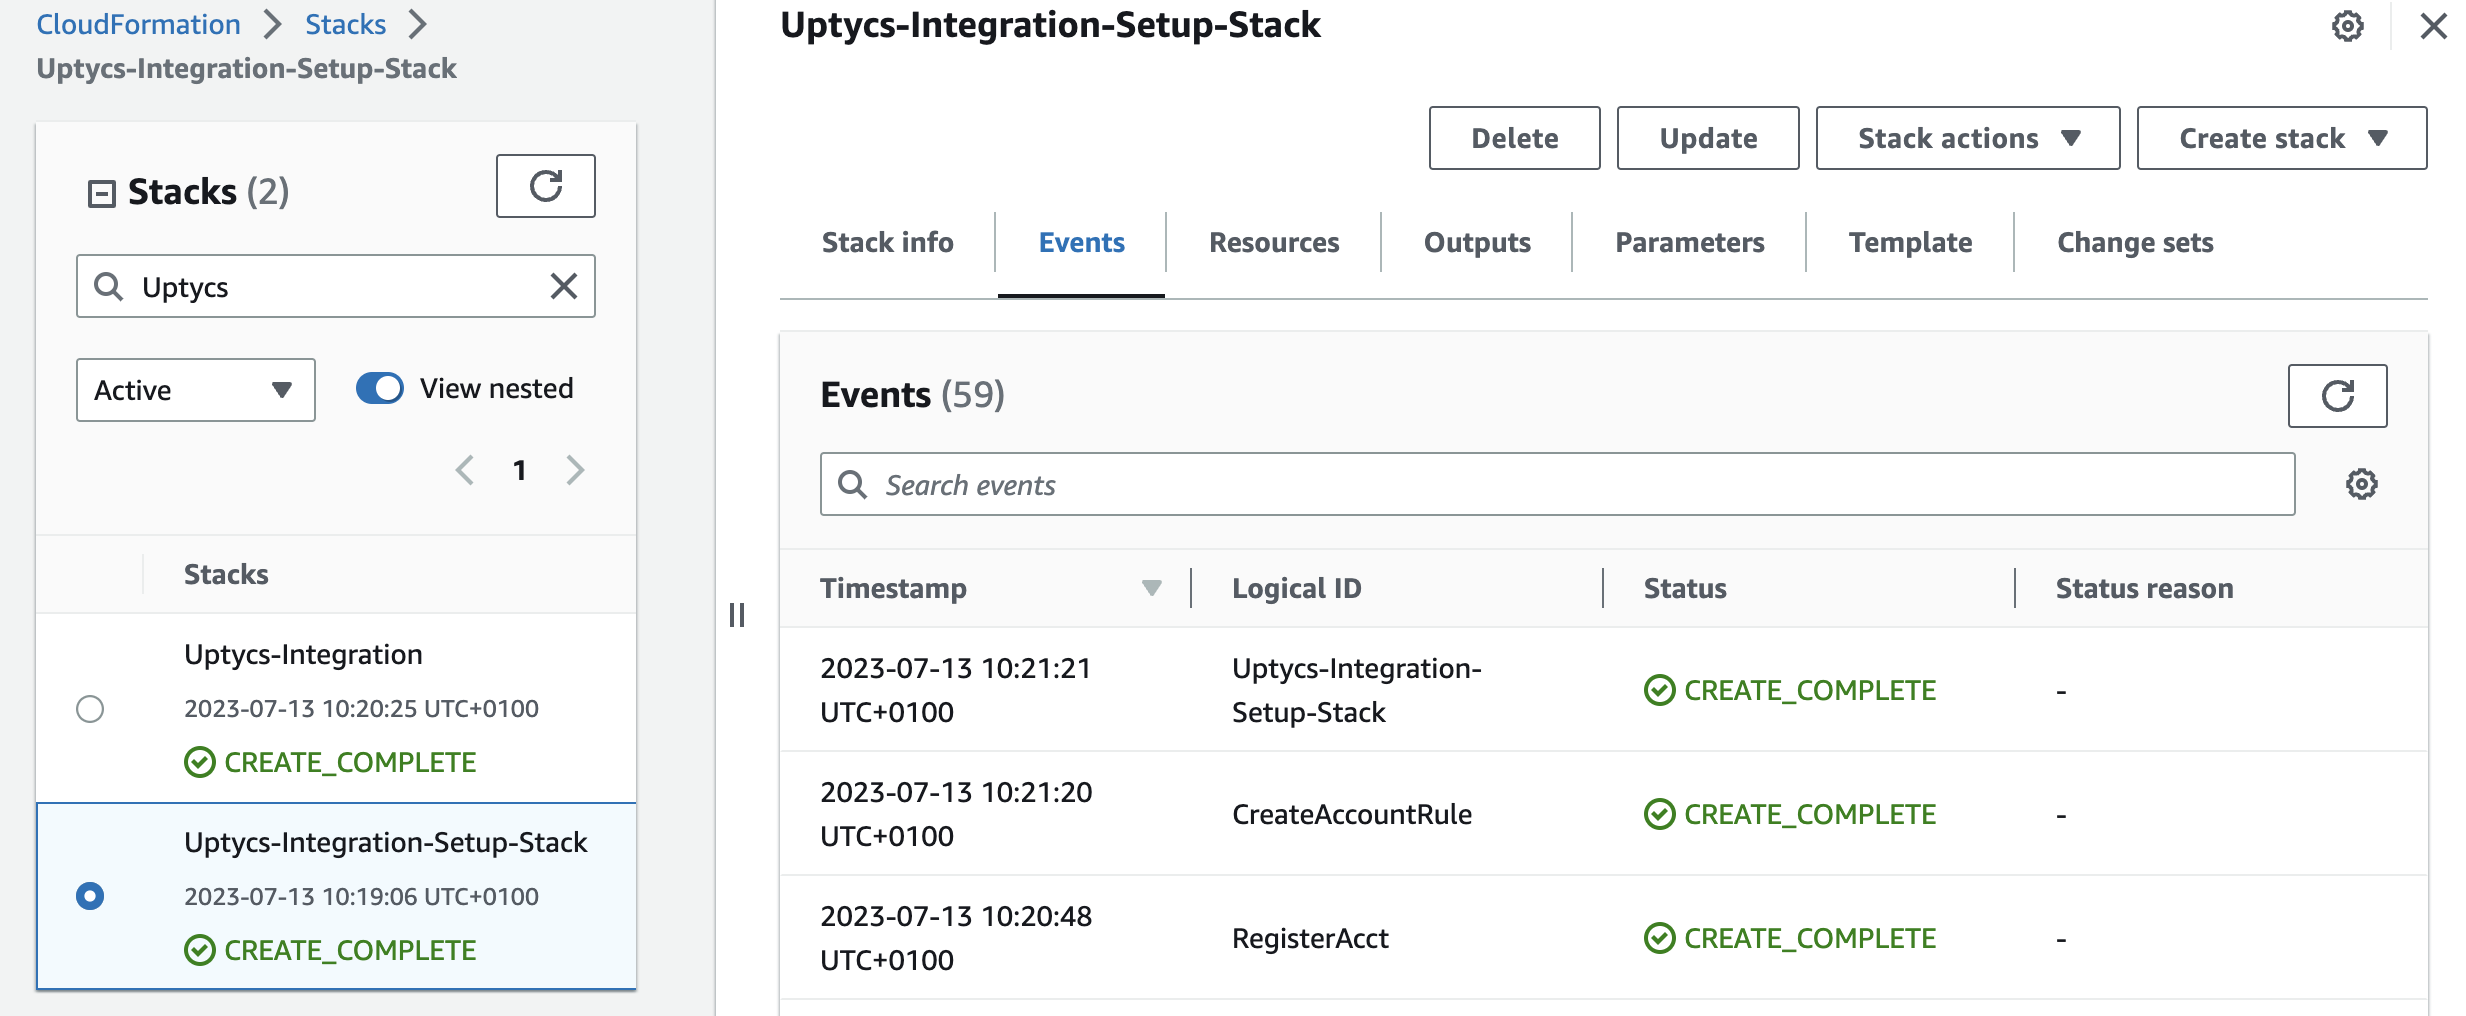 CloudFormation
Stacks
Uptycs-Integration-Setup-Stack
Stacks (2)
Uptycs
Active
View nested
1
Stacks
Uptycs-Integration
2023-07-13 10:20:25 UTC+0100
CREATE_COMPLETE
Uptycs-Integration-Setup-Stack
2023-07-13 10:19:06 UTC+0100
CREATE_COMPLETE
Uptycs-Integration-Setup-Stack
Delete
Update
Stack actions
Create stack
Stack info
Events
Resources
Outputs
Parameters
Template
Change sets
Events (59)
Search events
Timestamp
Logical ID
Status
Status reason
2023-07-13 10:21:21
UTC+0100
Uptycs-Integration-
Setup-Stack
CREATE_COMPLETE
-
2023-07-13 10:21:20
UTC+0100
CreateAccountRule
CREATE_COMPLETE
-
2023-07-13 10:20:48
UTC+0100
RegisterAcct
CREATE_COMPLETE
-